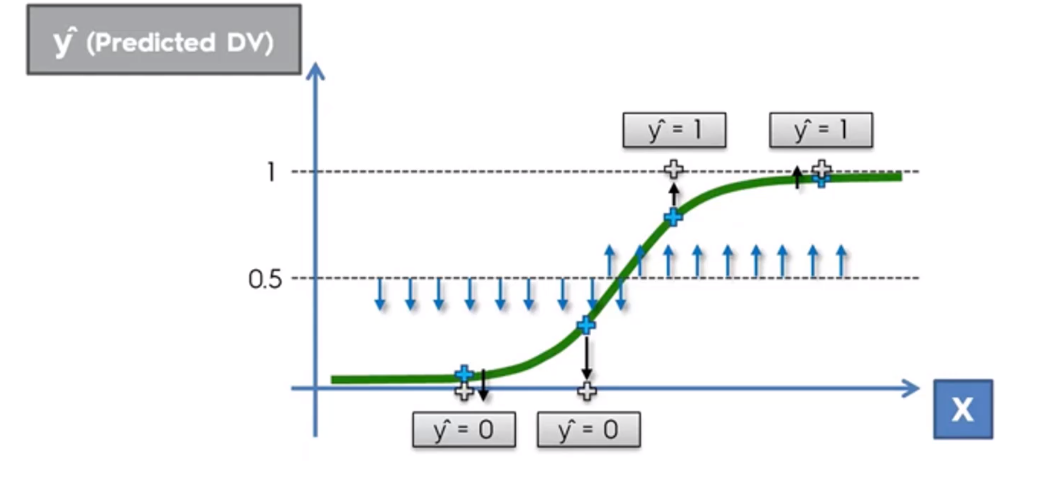 ŷ (Predicted DV)
ŷ = 1
ŷ = 1
1
0.5
X
ŷ = 0
ŷ = 0